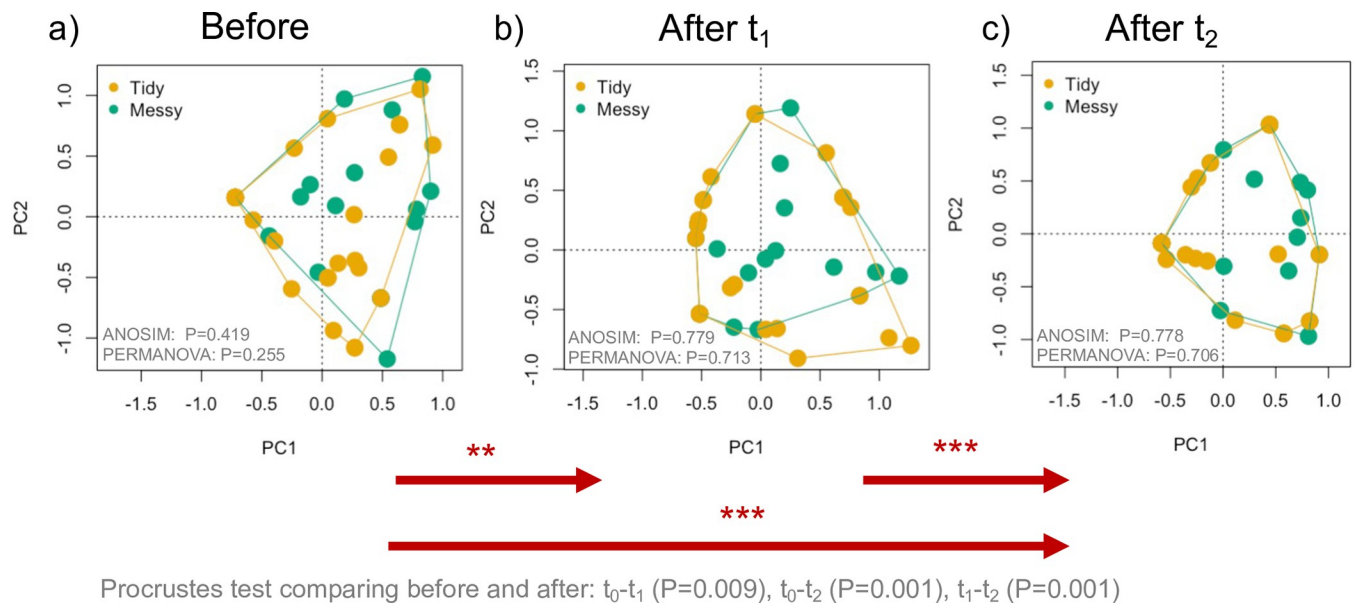 a) Before b) After t₁ c) After t₂
Tidy
Messy
PC2
1.0
0.5
0.0
-0.5
-1.0
ANOSIM: P=0.419
PERMANOVA: P=0.255
-1.5 -1.0 -0.5 0.0 0.5 1.0
PC1
Tidy
Messy
PC2
1.5
1.0
0.5
0.0
-0.5
-1.0
ANOSIM: P=0.779
PERMANOVA: P=0.713
-1.5 -1.0 -0.5 0.0 0.5 1.0
PC1
Tidy
Messy
PC2
1.5
1.0
0.5
0.0
-0.5
-1.0
ANOSIM: P=0.778
PERMANOVA: P=0.706
-1.5 -1.0 -0.5 0.0 0.5 1.0
PC1
** ***
***
Procrustes test comparing before and after: t₀-t₁ (P=0.009), t₀-t₂ (P=0.001), t₁-t₂ (P=0.001)